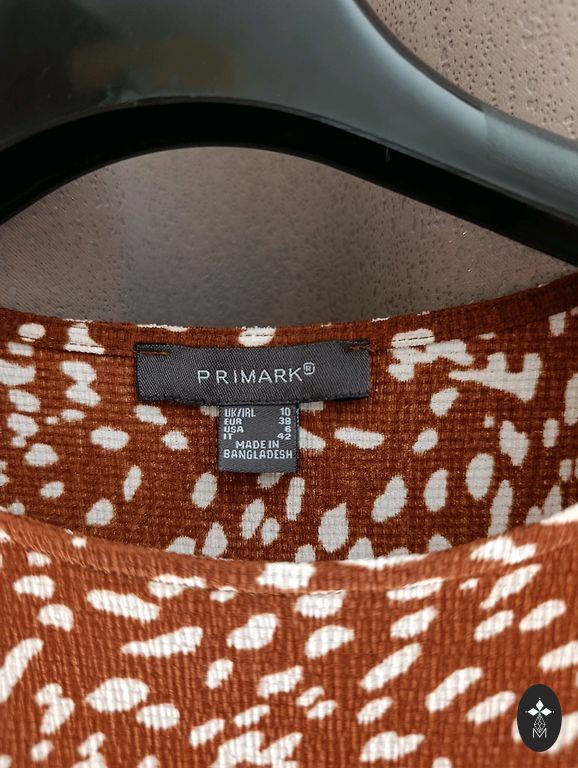 PRIMARK®
UK/IRL 10
EUR 38
USA 6
IT 42
MADE IN
BANGLADESH
M